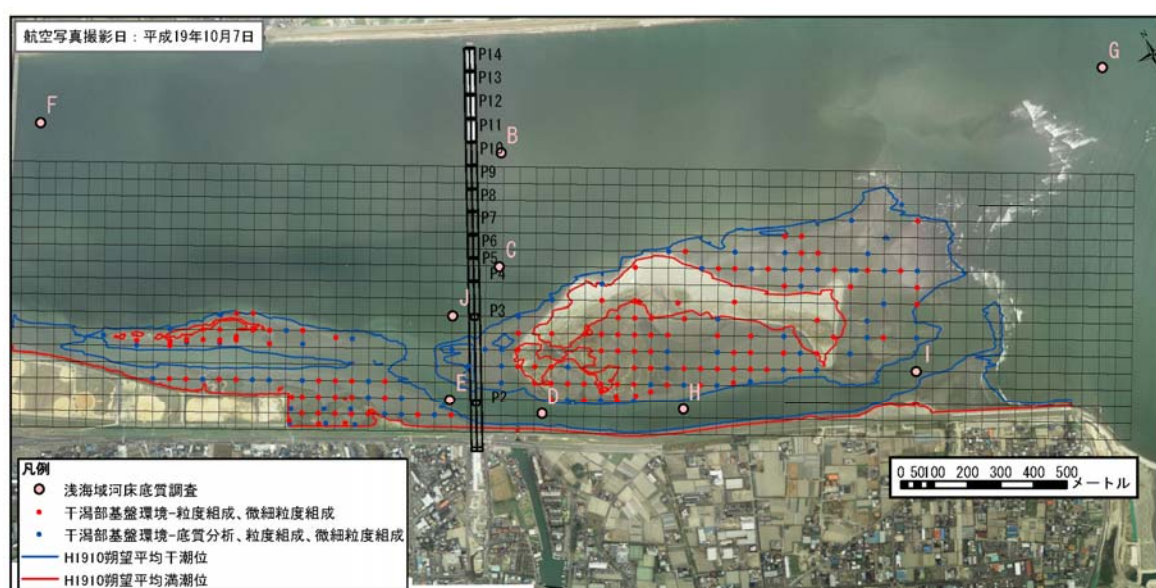 航空写真撮影日：平成19年10月7日
P14
P13
P12
P11
P10
P9
P8
P7
P6
P5
P4
P3
P2
F
B
G
C
J
E
D
H
I
凡例
浅海域河床底質調査
干潟部基盤環境-粒度組成、微細粒度組成
干潟部基盤環境-底質分析、粒度組成、微細粒度組成
H1910朔望平均干潮位
H1910朔望平均満潮位
0 50100 200 300 400 500
メートル